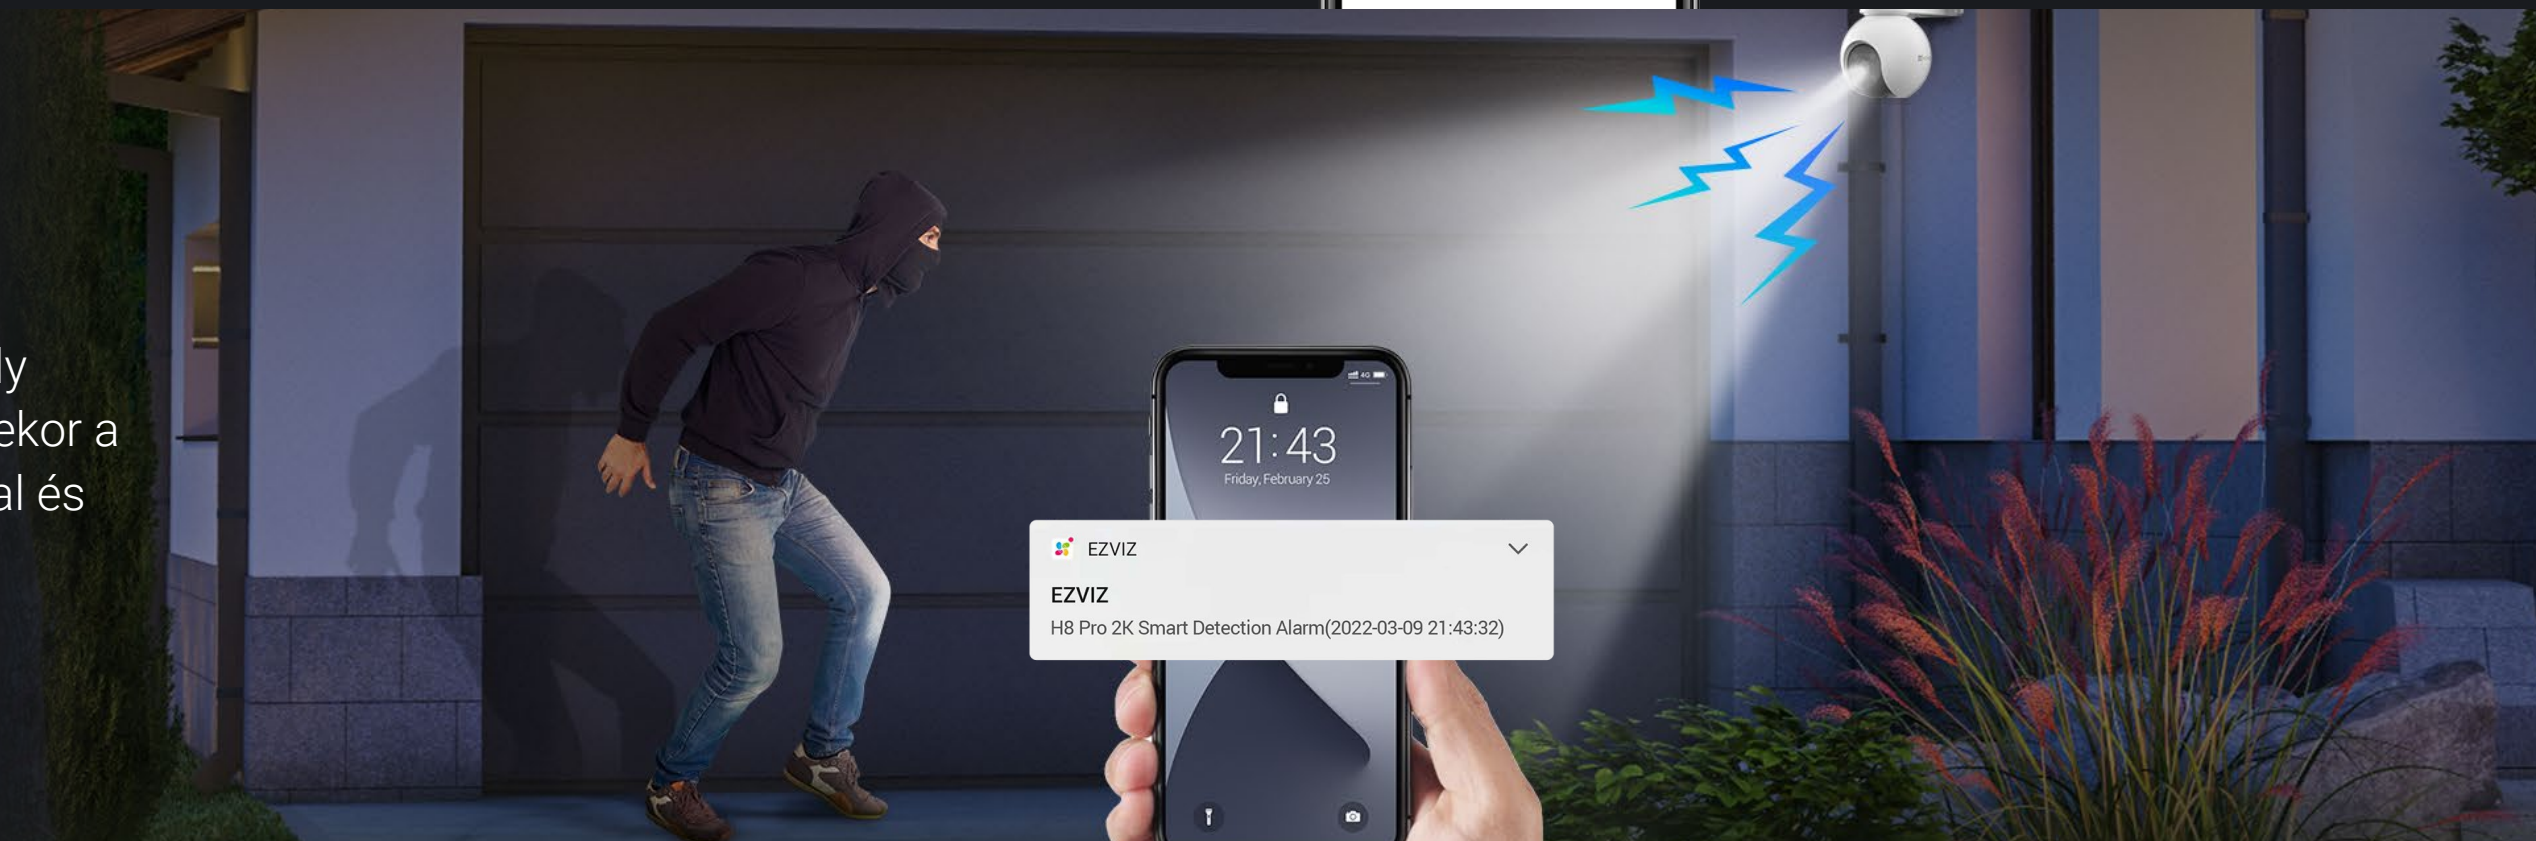 ekor a
al és
4G
21:43
Friday, February 25
EZVIZ
EZVIZ
H8 Pro 2K Smart Detection Alarm(2022-03-09 21:43:32)